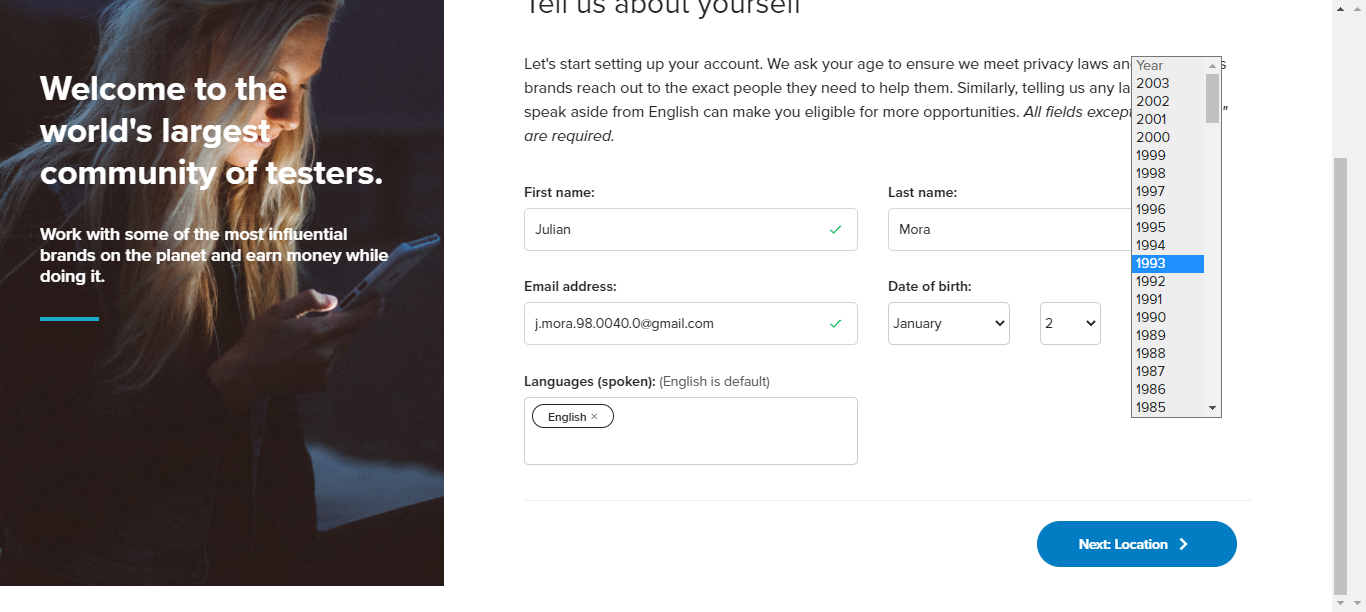 Welcome to the
world's largest
community of testers.
Work with some of the most influential
brands on the planet and earn money while
doing it.
Tell us about yourself
Let's start setting up your account. We ask your age to ensure we meet privacy laws
brands reach out to the exact people they need to help them. Similarly, telling us any
speak aside from English can make you eligible for more opportunities. All fields
are required.
First name:
Last name:
Julian
Mora
Email address:
Date of birth:
j.mora.98.0040.0@gmail.com
January
2
Languages (spoken): (English is default)
English ×
Year
2003
2002
2001
2000
1999
1998
1997
1996
1995
1994
1993
1992
1991
1990
1989
1988
1987
1986
1985
Next: Location